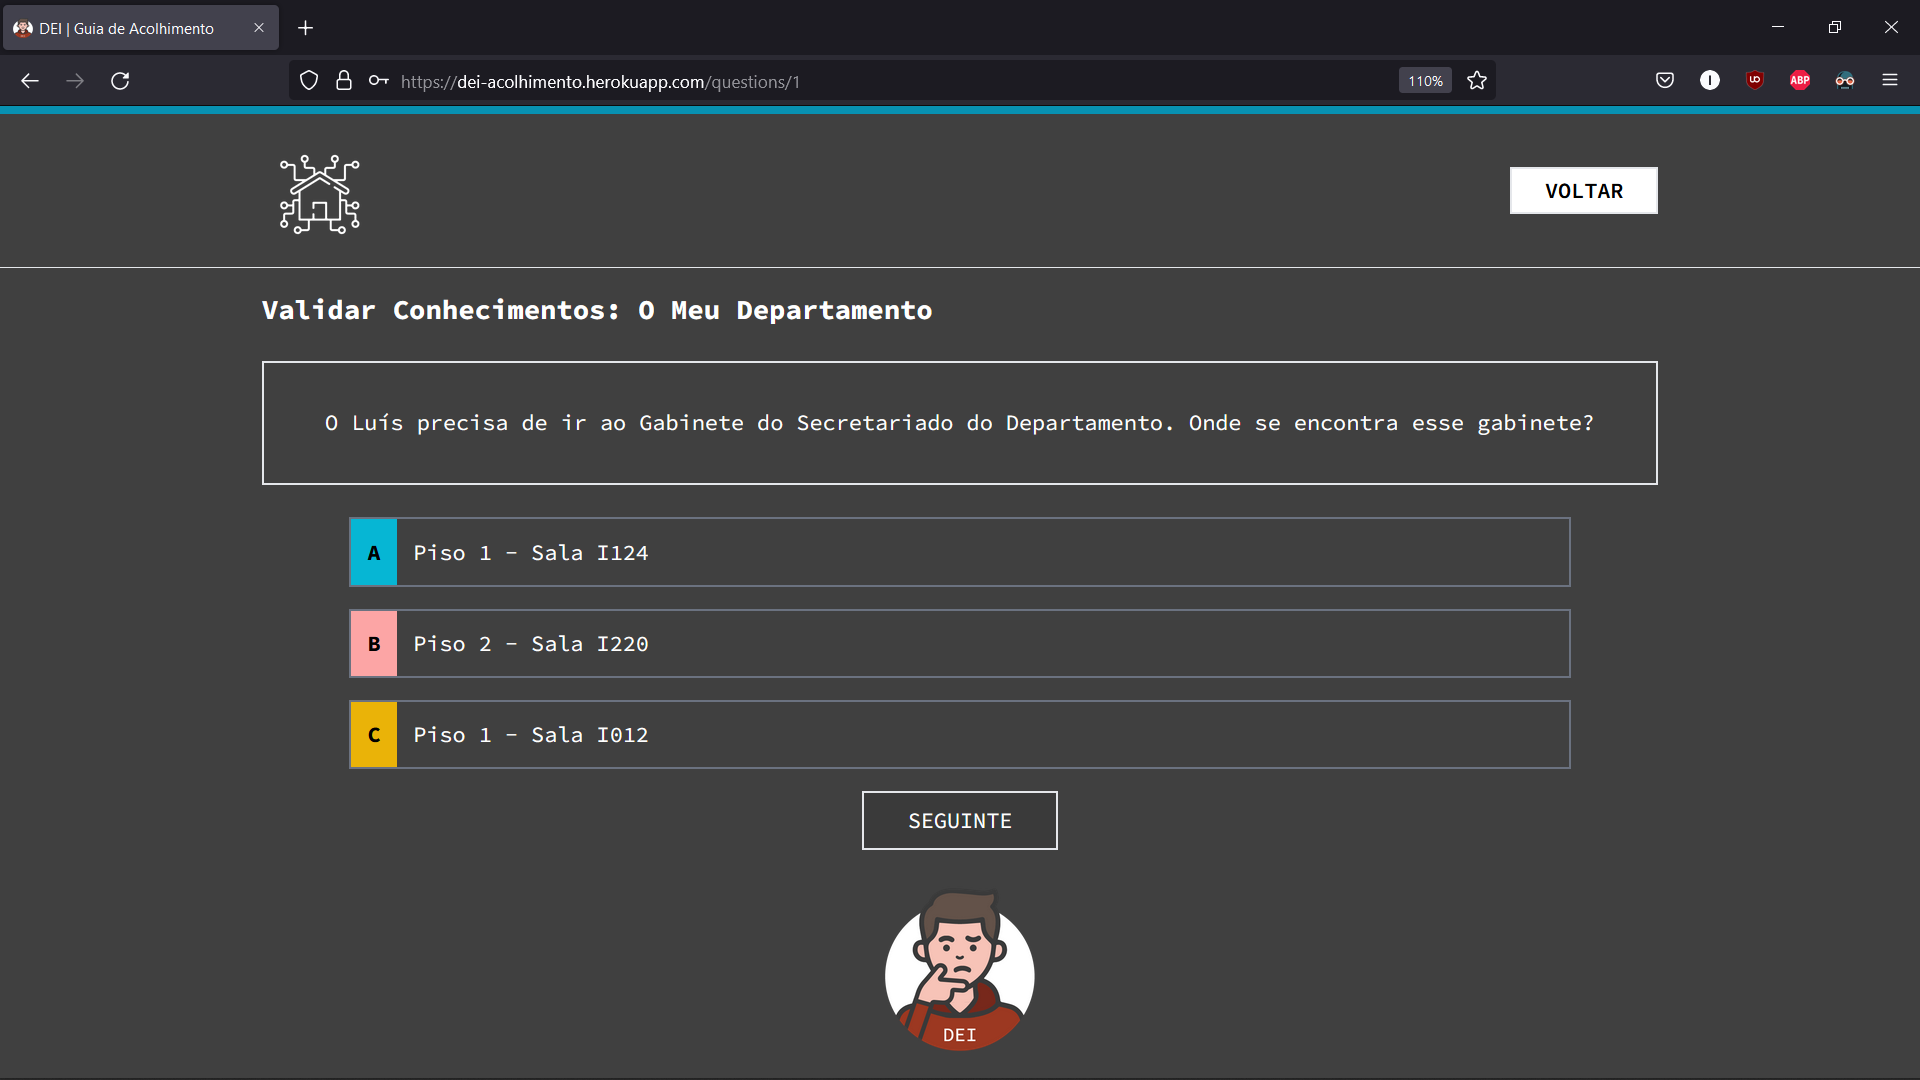 DEI | Guia de Acolhimento
https://dei-acolhimento.herokuapp.com/questions/1
110%
ABP
VOLTAR
Validar Conhecimentos: O Meu Departamento
O Luís precisa de ir ao Gabinete do Secretariado do Departamento. Onde se encontra esse gabinete?
A Piso 1 - Sala I124
B Piso 2 - Sala I220
C Piso 1 - Sala I012
SEGUINTE
DEI